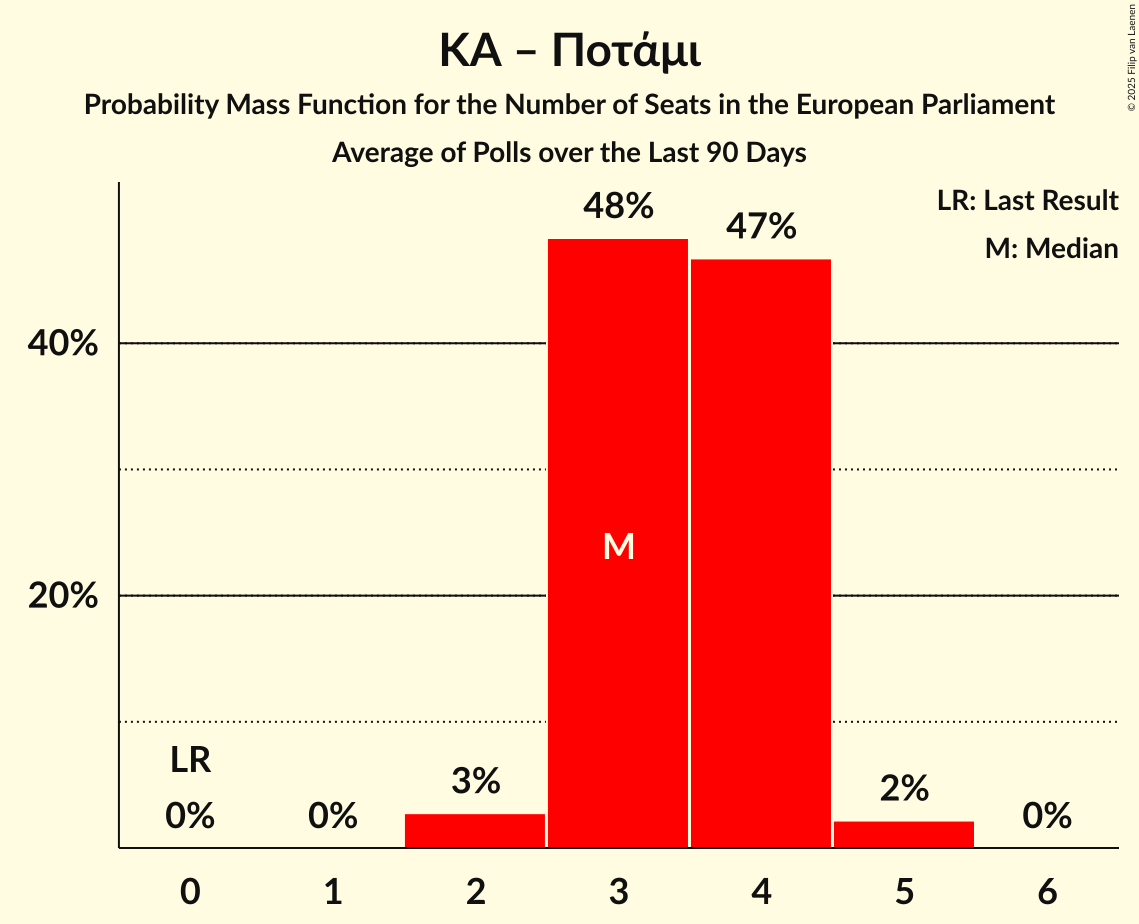 ΚΑ – Ποτάμι
Probability Mass Function for the Number of Seats in the European Parliament
Average of Polls over the Last 90 Days
© 2025 Filip van Laenen
LR: Last Result
M: Median
48%
47%
40%
M
20%
LR
0%
0%
3%
2%
0%
0
1
2
3
4
5
6